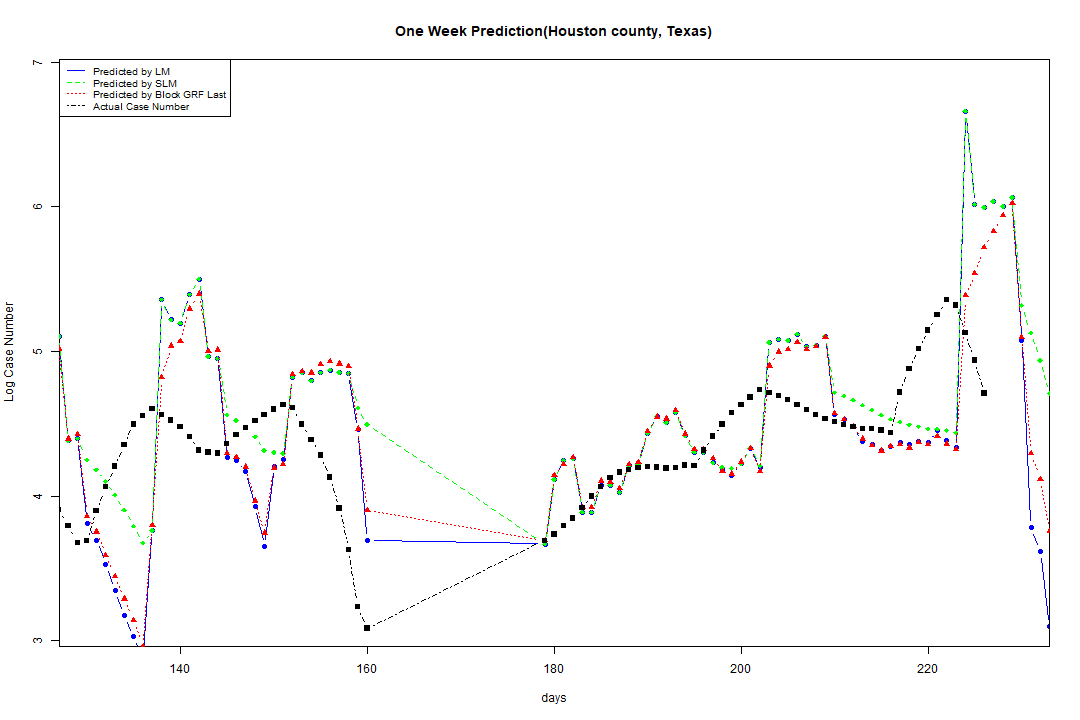 One Week Prediction(Houston county, Texas)
Predicted by LM
Predicted by SLM
Predicted by Block GRF Last
Actual Case Number
Log Case Number
7
6
5
4
3
140 160 180 200 220
days